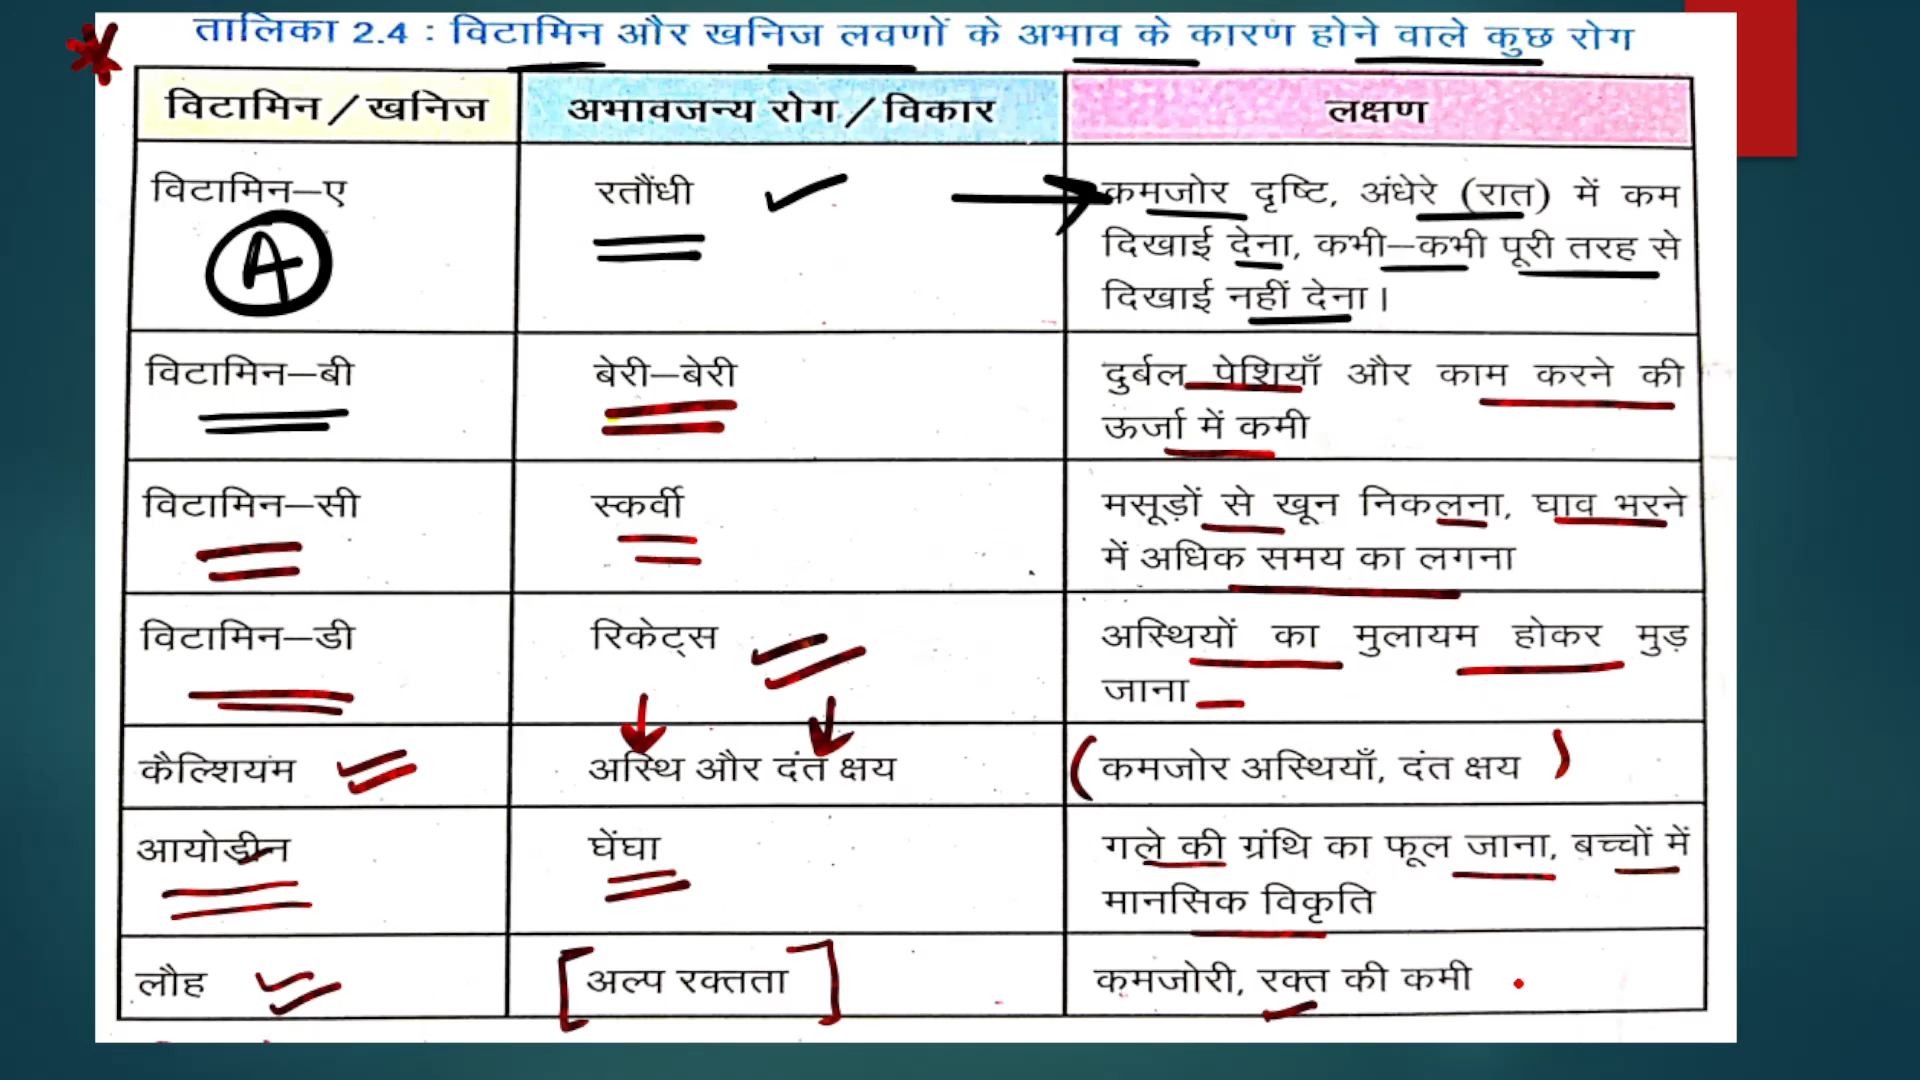 तालिका 2.4 : विटामिन और खनिज लवणों के अभाव के कारण होने वाले कुछ रोग
विटामिन/खनिज अभावजन्य रोग/विकार लक्षण
विटामिन–ए रतौंधी कमजोर दृष्टि, अंधेरे (रात) में कम
A दिखाई देना, कभी–कभी पूरी तरह से
दिखाई नहीं देना।
विटामिन–बी बेरी–बेरी दुर्बल पेशियाँ और काम करने की
ऊर्जा में कमी
विटामिन–सी स्कर्वी मसूड़ों से खून निकलना, घाव भरने
में अधिक समय का लगना
विटामिन–डी रिकेट्स अस्थियों का मुलायम होकर मुड़
जाना
कैल्शियम अस्थि और दंत क्षय (कमजोर अस्थियाँ, दंत क्षय)
आयोडीन घेंघा गले की ग्रंथि का फूल जाना, बच्चों में
मानसिक विकृति
लौह [अल्प रक्तता] कमजोरी, रक्त की कमी